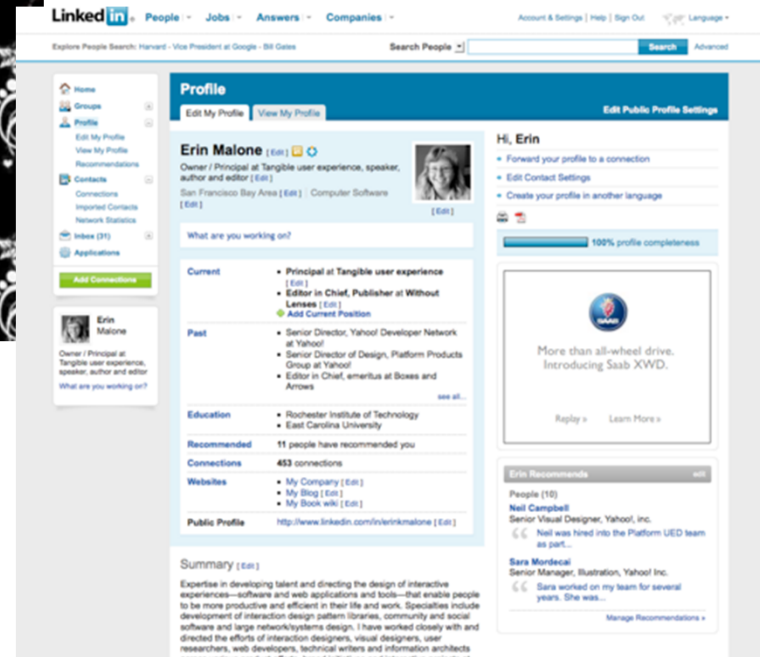 Linked in
People Jobs Answers Companies
Account & Settings | Help | Sign Out Language
Explore People Search: Harvard - Vice President at Google - Bill Gates
Search People
Search
Advanced
Home
Groups
Profile
Edit My Profile
View My Profile
Recommendations
Contacts
Connections
Imported Contacts
Network Statistics
Inbox (31)
Applications
Add Connections
Erin
Malone
Owner / Principal at
Tangible user experience,
speaker, author and editor
What are you working on?
Profile
Edit My Profile View My Profile
Edit Public Profile Settings
Erin Malone [Edit]
Owner / Principal at Tangible user experience, speaker,
author and editor [Edit]
San Francisco Bay Area [Edit] | Computer Software
[Edit]
[Edit]
What are you working on?
Current
• Principal at Tangible user experience
[Edit]
• Editor in Chief, Publisher at Without
Lenses [Edit]
Add Current Position
Past
• Senior Director, Yahoo! Developer Network
at Yahoo!
• Senior Director of Design, Platform Products
Group at Yahoo!
• Editor in Chief, emeritus at Boxes and
Arrows
see all...
Education
• Rochester Institute of Technology
• East Carolina University
Recommended 11 people have recommended you
Connections 453 connections
Websites
• My Company [Edit]
• My Blog [Edit]
• My Book wiki [Edit]
Public Profile http://www.linkedin.com/in/erinkmalone [Edit]
Summary [Edit]
Expertise in developing talent and directing the design of interactive
experiences—software and web applications and tools—that enable people
to be more productive and efficient in their life and work. Specialties include
development of interaction design pattern libraries, community and social
software and large network/systems design. I have worked closely with and
directed the efforts of interaction designers, visual designers, user
researchers, web developers, technical writers and information architects
Hi, Erin
Forward your profile to a connection
Edit Contact Settings
Create your profile in another language
100% profile completeness
SAAB
More than all-wheel drive.
Introducing Saab XWD.
Replay » Learn More »
Erin Recommends edit
People (10)
Neil Campbell
Senior Visual Designer, Yahoo!, inc.
Neil was hired into the Platform UED team
as part...
Sara Mordecai
Senior Manager, Illustration, Yahoo! Inc.
Sara worked on my team for several
years. She was...
Manage Recommendations »